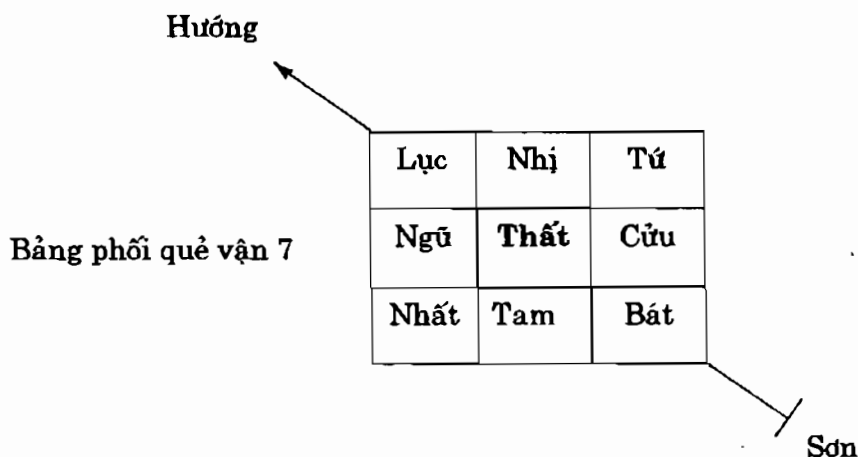 Hướng
Lục Nhị Tứ
Bảng phối quẻ vận 7
Ngũ Thất Cửu
Nhất Tam Bát
Sơn